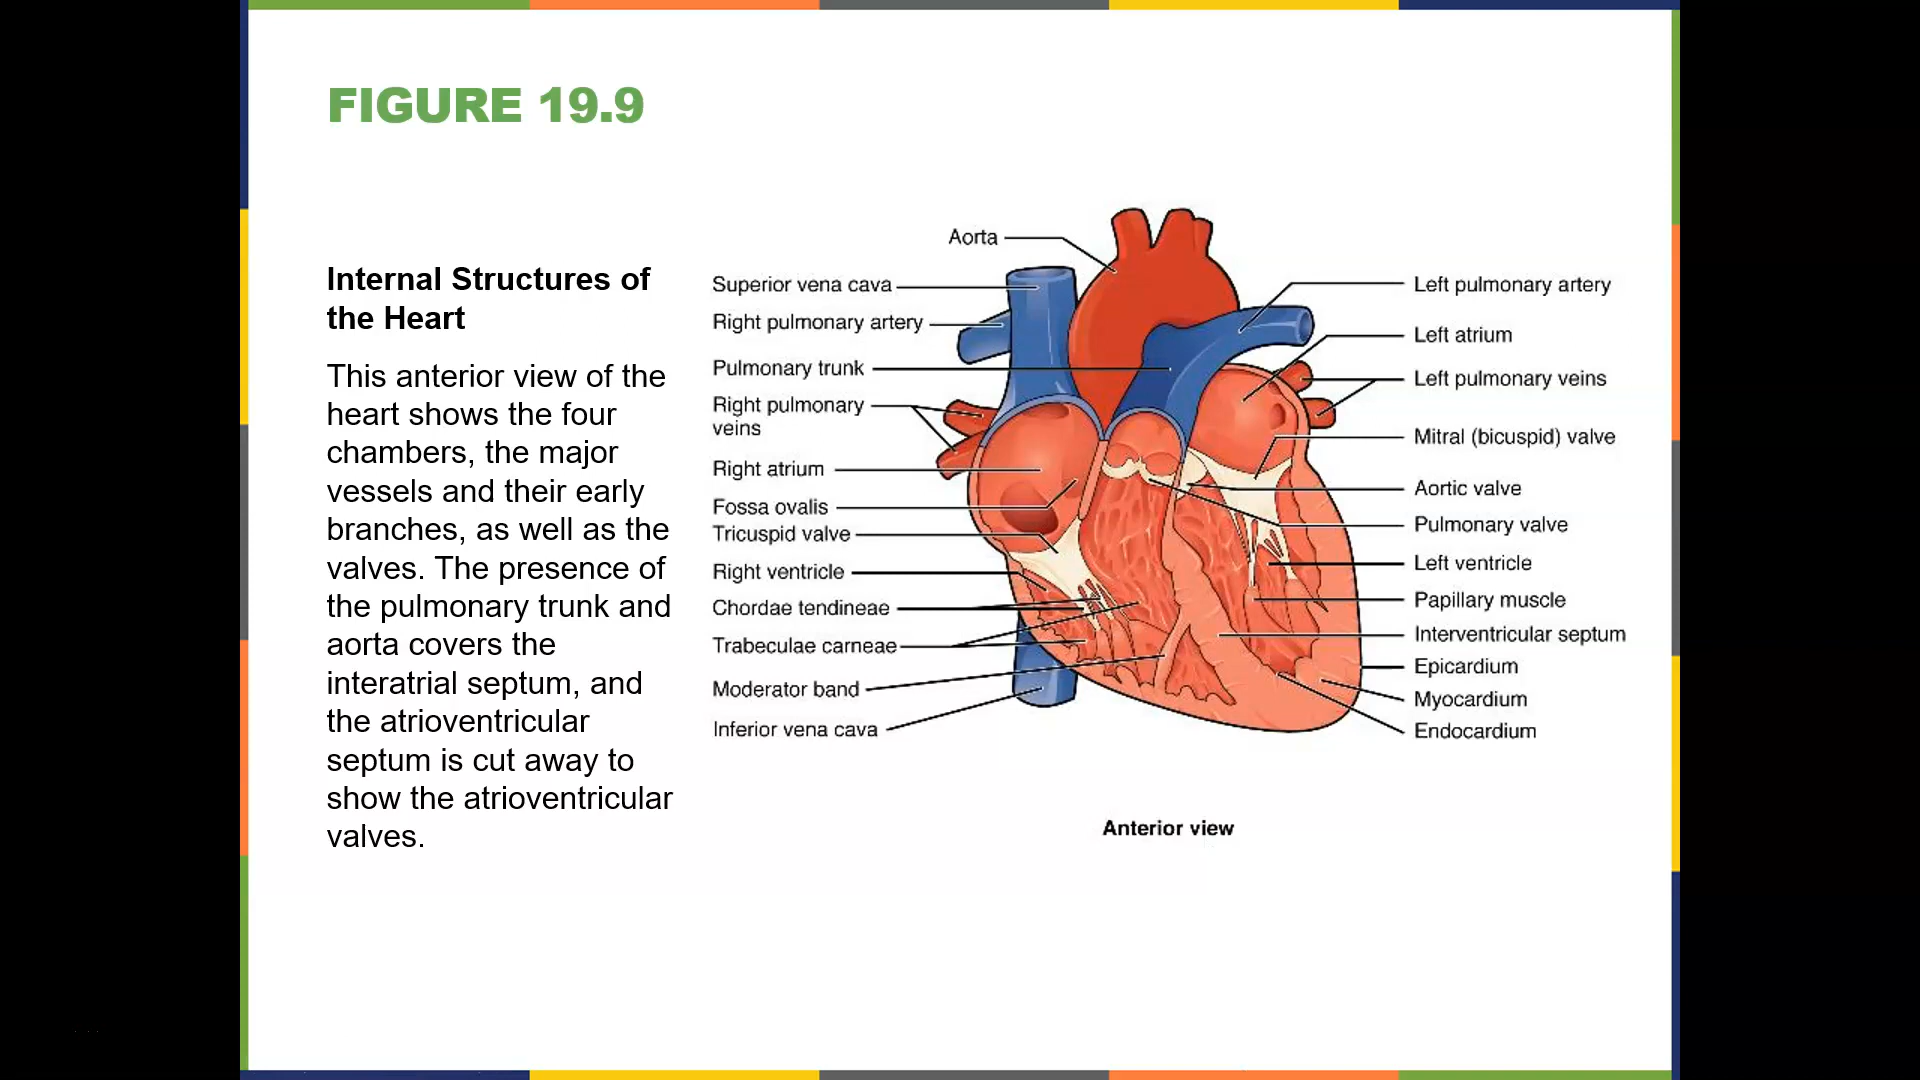 FIGURE 19.9
Internal Structures of
the Heart
This anterior view of the
heart shows the four
chambers, the major
vessels and their early
branches, as well as the
valves. The presence of
the pulmonary trunk and
aorta covers the
interatrial septum, and
the atrioventricular
septum is cut away to
show the atrioventricular
valves.
Aorta
Superior vena cava
Right pulmonary artery
Pulmonary trunk
Right pulmonary
veins
Right atrium
Fossa ovalis
Tricuspid valve
Right ventricle
Chordae tendineae
Trabeculae carneae
Moderator band
Inferior vena cava
Left pulmonary artery
Left atrium
Left pulmonary veins
Mitral (bicuspid) valve
Aortic valve
Pulmonary valve
Left ventricle
Papillary muscle
Interventricular septum
Epicardium
Myocardium
Endocardium
Anterior view